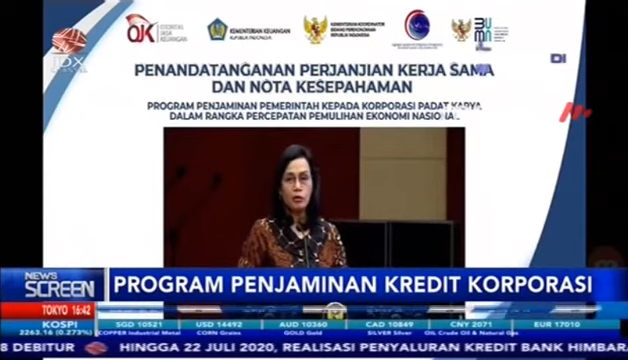 OJK
OTORITAS
JASA
KEUANGAN
KEMENTERIAN KEUANGAN
REPUBLIK INDONESIA
KEMENTERIAN KOORDINATOR
BIDANG PEREKONOMIAN
REPUBLIK INDONESIA
IDX
CHANNEL
DI
PENANDATANGANAN PERJANJIAN KERJA SAMA
DAN NOTA KESEPAHAMAN
PROGRAM PENJAMINAN PEMERINTAH KEPADA KORPORASI PADAT KARYA
DALAM RANGKA PERCEPATAN PEMULIHAN EKONOMI NASIONAL
NEWS
SCREEN
PROGRAM PENJAMINAN KREDIT KORPORASI
TOKYO 16:42
KOSPI SGD 10521 USD 14492 AUD 10360 CAD 10849 CNY 2071 EUR 17010
2263.16 (0.273%) COPPER Industrial Metal CORN Grains GOLD Gold SILVER Silver OIL Crude Oil & Natural Gas
8 DEBITUR HINGGA 22 JULI 2020, REALISASI PENYALURAN KREDIT BANK HIMBAR